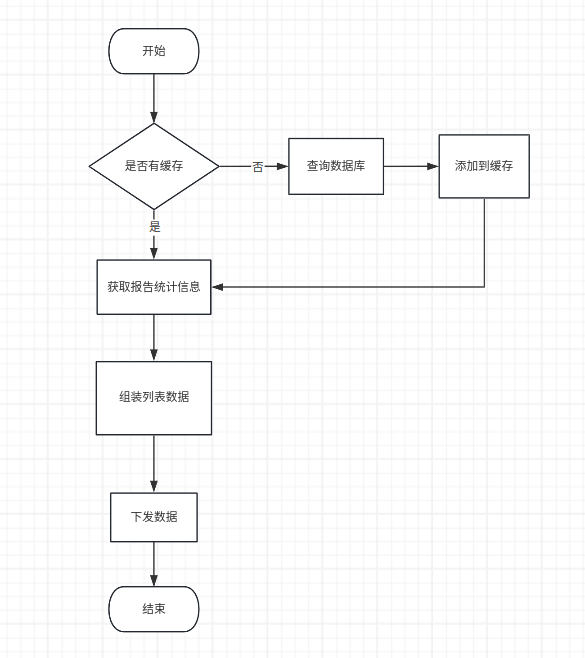 开始
是否有缓存
否
查询数据库
添加到缓存
是
获取报告统计信息
组装列表数据
下发数据
结束